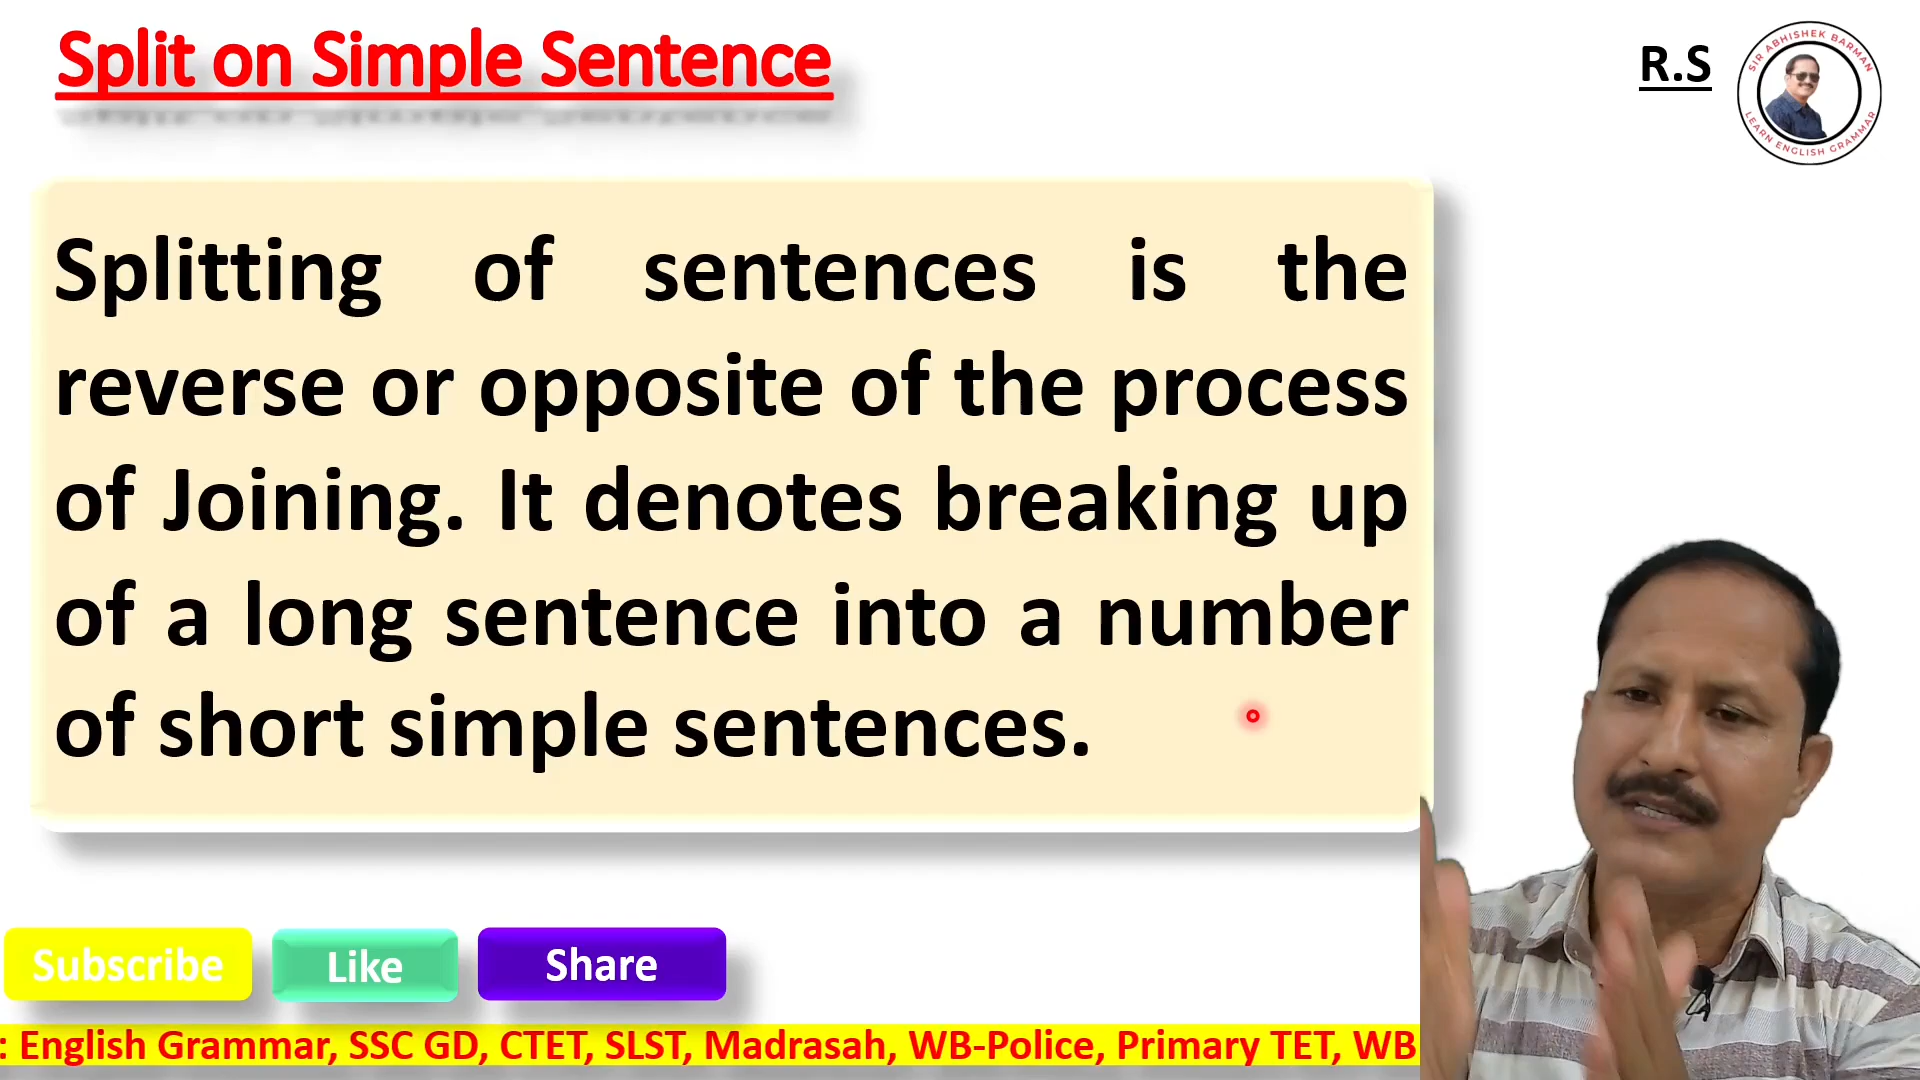 Split on Simple Sentence
R.S
SIR ABHISHEK BARMAN
LEARN ENGLISH GRAMMAR
Splitting of sentences is the
reverse or opposite of the process
of Joining. It denotes breaking up
of a long sentence into a number
of short simple sentences.
Subscribe
Like
Share
: English Grammar, SSC GD, CTET, SLST, Madrasah, WB-Police, Primary TET, WB